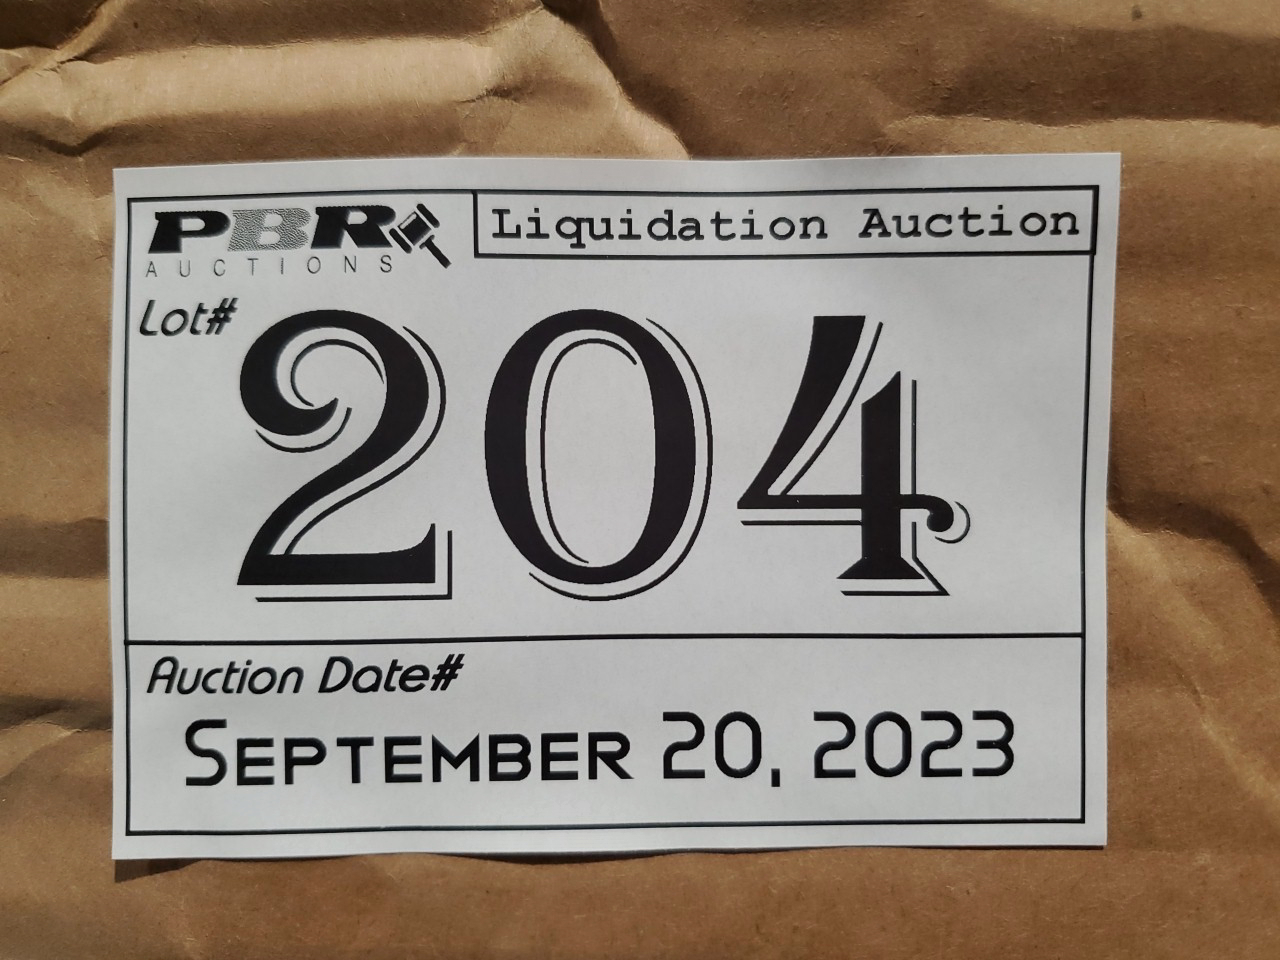 PBR
AUCTIONS
Liquidation Auction
Lot#
204
Auction Date#
September 20, 2023